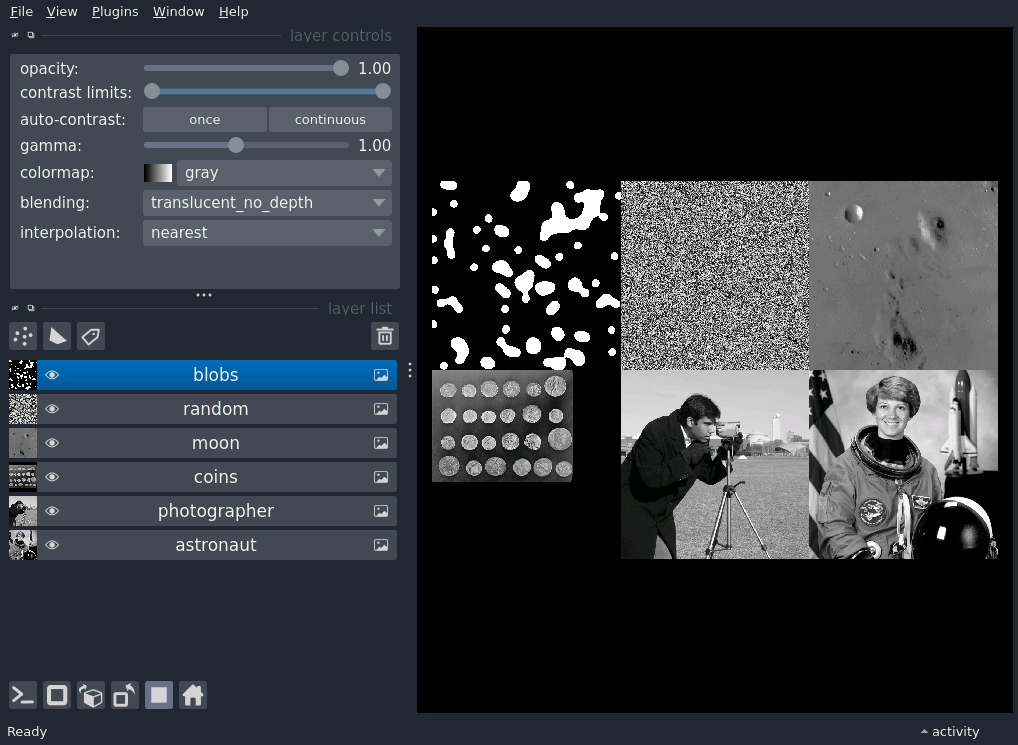 File View Plugins Window Help
layer controls
opacity: 1.00
contrast limits:
auto-contrast: once continuous
gamma: 1.00
colormap: gray
blending: translucent_no_depth
interpolation: nearest
layer list
blobs
random
moon
coins
photographer
astronaut
Ready
activity